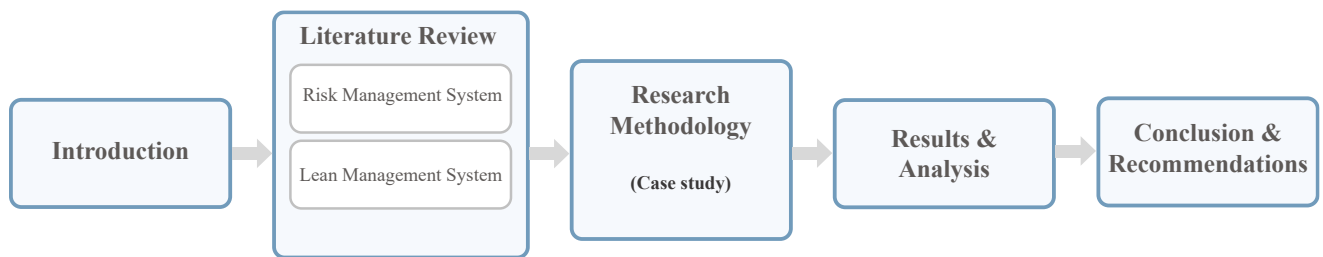 Introduction
Literature Review
Risk Management System
Lean Management System
Research
Methodology
(Case study)
Results &
Analysis
Conclusion &
Recommendations